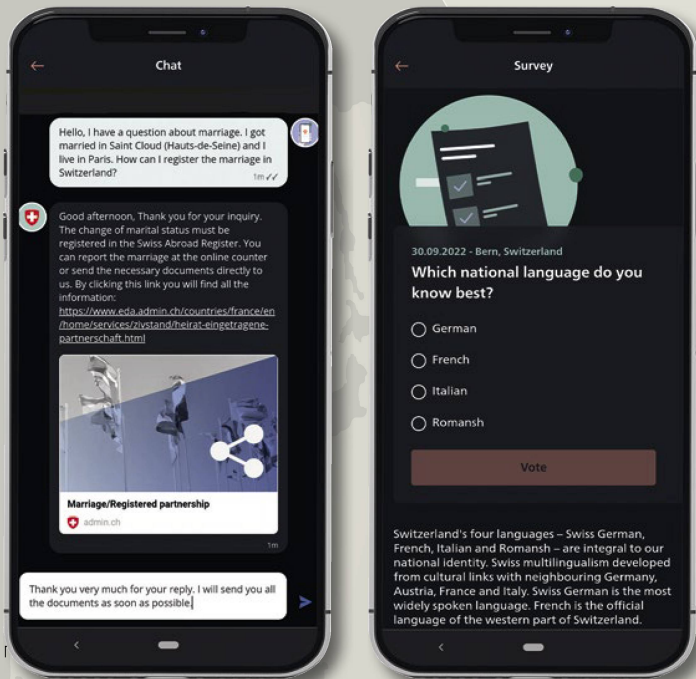 Chat
Hello, I have a question about marriage. I got
married in Saint Cloud (Hauts-de-Seine) and I
live in Paris. How can I register the marriage in
Switzerland?
1m
Good afternoon, Thank you for your inquiry.
The change of marital status must be
registered in the Swiss Abroad Register. You
can report the marriage at the online counter
or send the necessary documents directly to
us. By clicking this link you will find all the
information:
https://www.eda.admin.ch/countries/france/en
/home/services/zivstand/heirat-eingetragene-
partnerschaft.html
Marriage/Registered partnership
admin.ch
1m
Thank you very much for your reply. I will send you all
the documents as soon as possible.
Survey
30.09.2022 - Bern, Switzerland
Which national language do you
know best?
German
French
Italian
Romansh
Vote
Switzerland's four languages – Swiss German,
French, Italian and Romansh – are integral to our
national identity. Swiss multilingualism developed
from cultural links with neighbouring Germany,
Austria, France and Italy. Swiss German is the most
widely spoken language. French is the official
language of the western part of Switzerland.